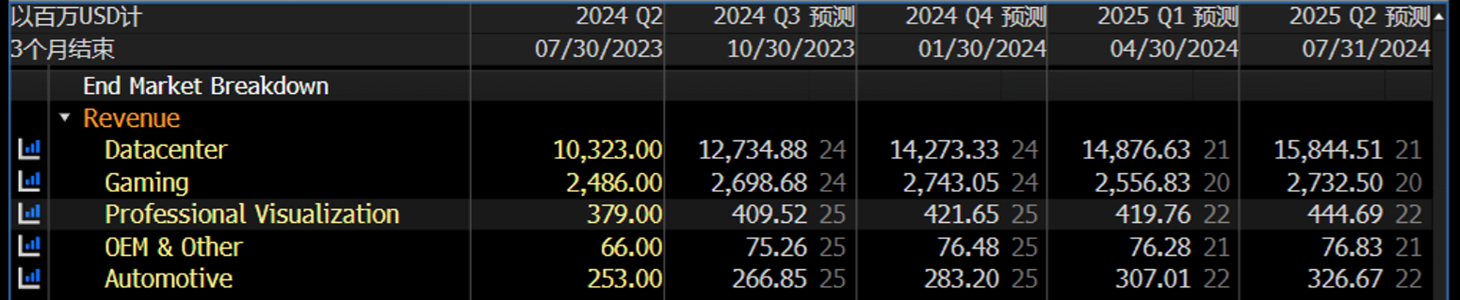 以百万USD计 2024 Q2 2024 Q3 预测 2024 Q4 预测 2025 Q1 预测 2025 Q2 预测
3个月结束 07/30/2023 10/30/2023 01/30/2024 04/30/2024 07/31/2024
End Market Breakdown
Revenue
Datacenter 10,323.00 12,734.88 24 14,273.33 24 14,876.63 21 15,844.51 21
Gaming 2,486.00 2,698.68 24 2,743.05 24 2,556.83 20 2,732.50 20
Professional Visualization 379.00 409.52 25 421.65 25 419.76 22 444.69 22
OEM & Other 66.00 75.26 25 76.48 25 76.28 21 76.83 21
Automotive 253.00 266.85 25 283.20 25 307.01 22 326.67 22